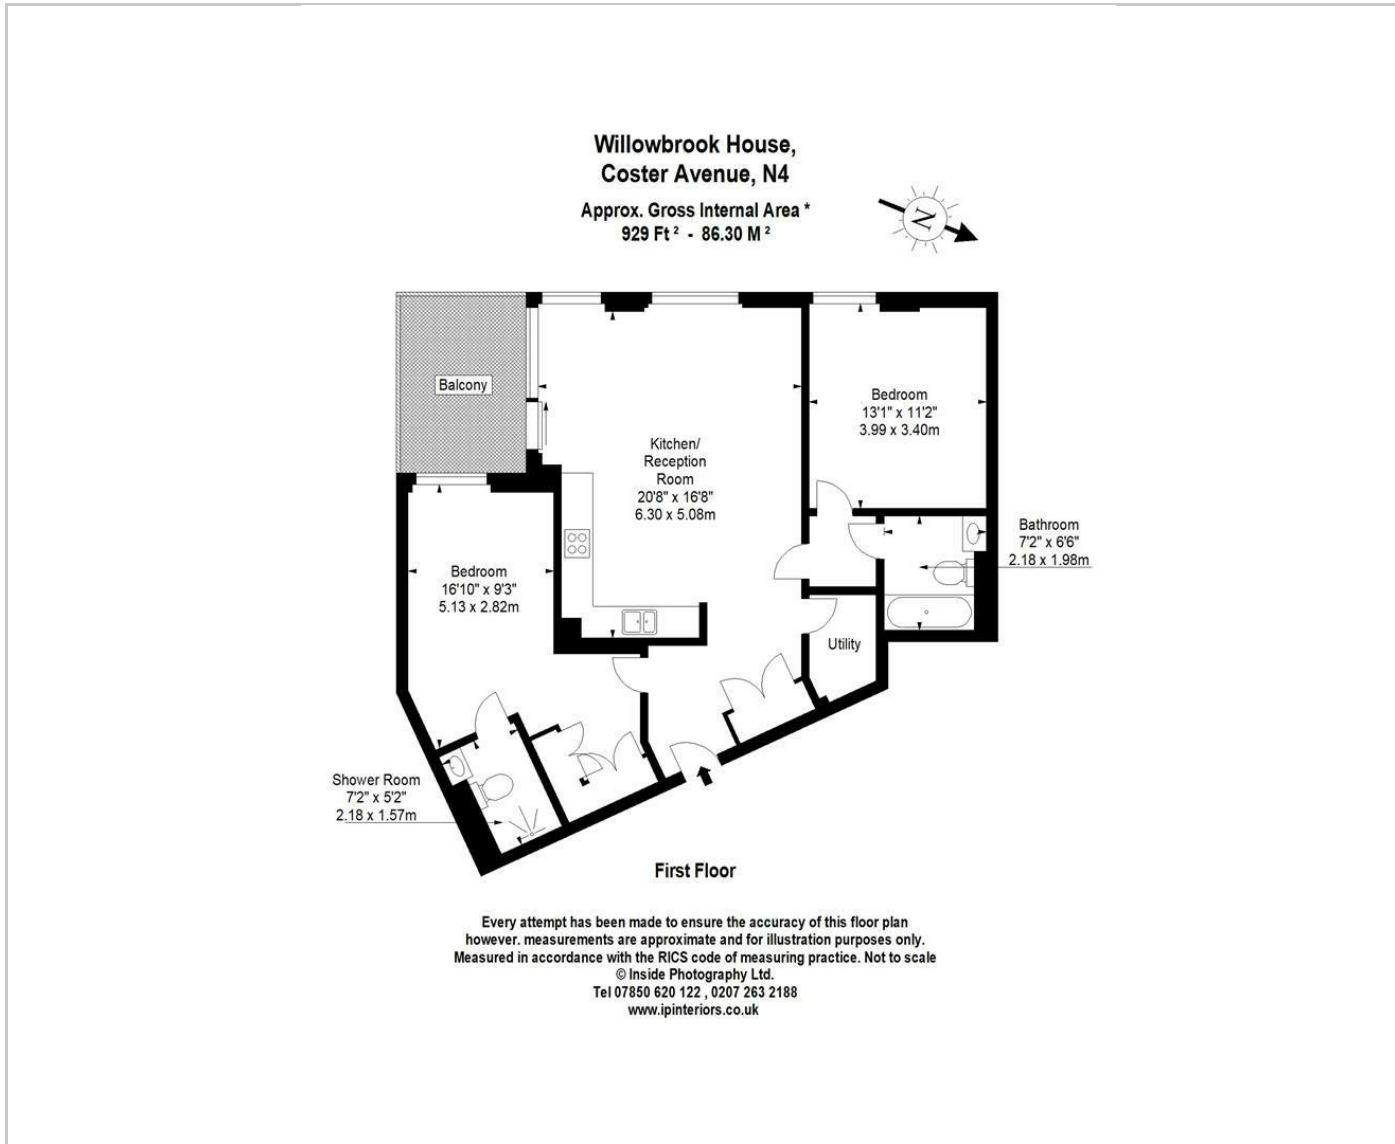 Willowbrook House,
Coster Avenue, N4
Approx. Gross Internal Area *
929 Ft ² - 86.30 M ²
N
Balcony
Bedroom
13'1" x 11'2"
3.99 x 3.40m
Kitchen/
Reception
Room
20'8" x 16'8"
6.30 x 5.08m
Bathroom
7'2" x 6'6"
2.18 x 1.98m
Bedroom
16'10" x 9'3"
5.13 x 2.82m
Utility
Shower Room
7'2" x 5'2"
2.18 x 1.57m
First Floor
Every attempt has been made to ensure the accuracy of this floor plan
however. measurements are approximate and for illustration purposes only.
Measured in accordance with the RICS code of measuring practice. Not to scale
© Inside Photography Ltd.
Tel 07850 620 122 , 0207 263 2188
www.ipinteriors.co.uk